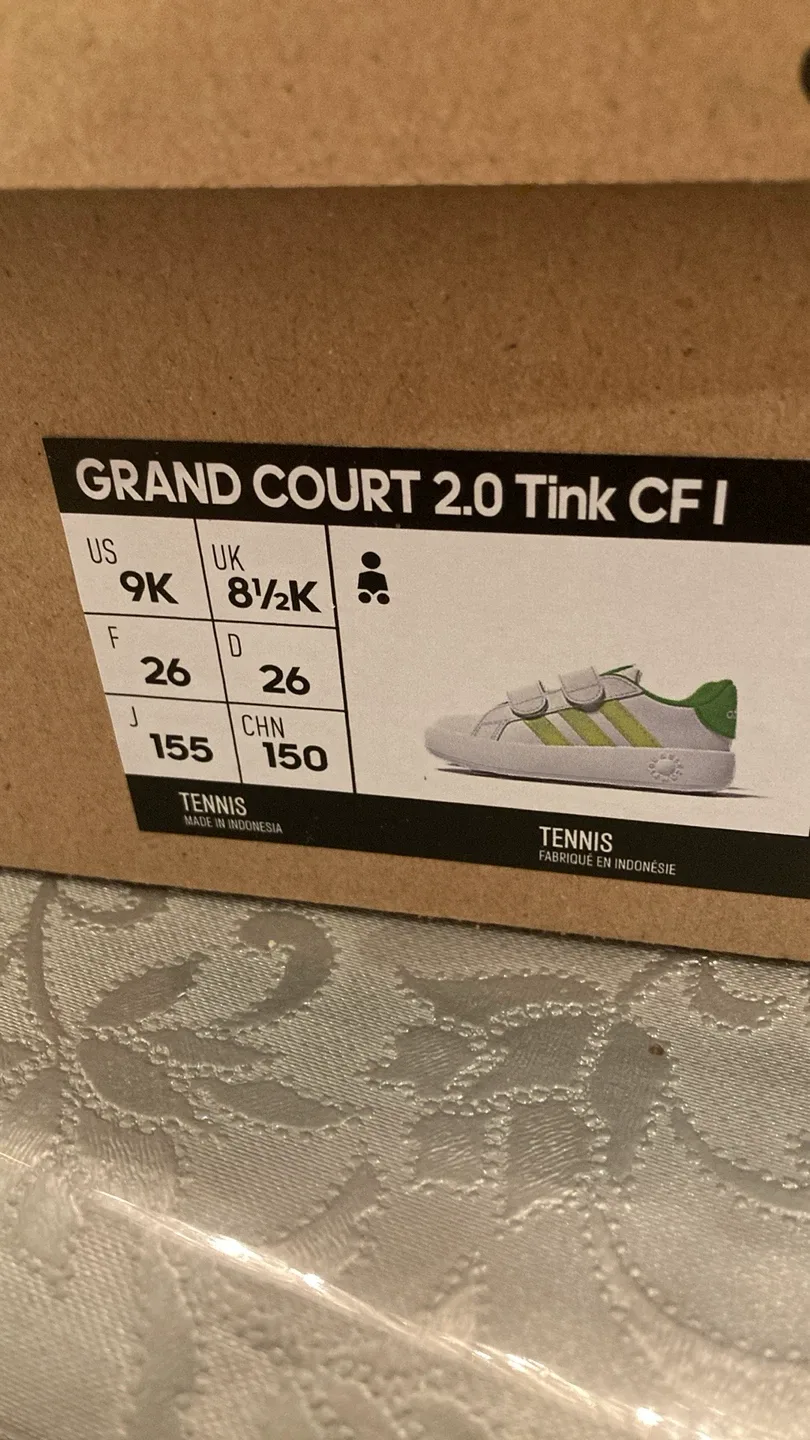 GRAND COURT 2.0 Tink CF I
US 9K
UK 8½K
F 26
D 26
J 155
CHN 150
TENNIS
MADE IN INDONESIA
TENNIS
FABRIQUÉ EN INDONÉSIE